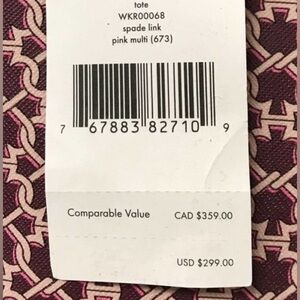 tote
WKR00068
spade link
pink multi (673)
7 67883 82710 9
Comparable Value CAD $359.00
USD $299.00